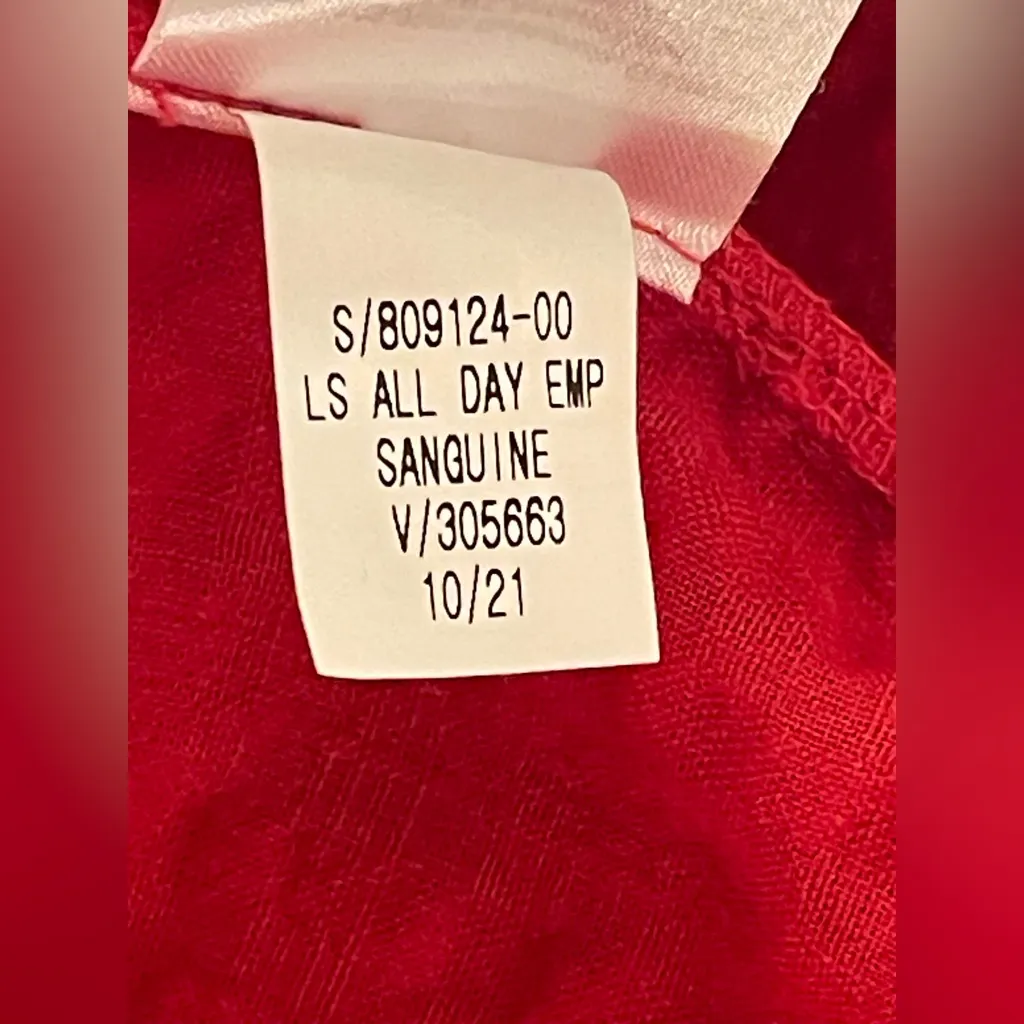 S/809124-00
LS ALL DAY EMP
SANGUINE
V/305663
10/21